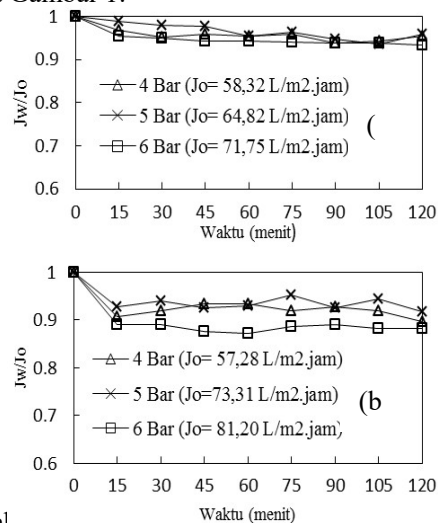 Gambar 1.
1
0.9
0.8
0.7
0.6
Jw/Jo
4 Bar (Jo= 58,32 L/m2.jam)
5 Bar (Jo= 64,82 L/m2.jam)
6 Bar (Jo= 71,75 L/m2.jam)
(
0 15 30 45 60 75 90 105 120
Waktu (menit)
1
0.9
0.8
0.7
0.6
Jw/Jo
4 Bar (Jo= 57,28 L/m2.jam)
5 Bar (Jo=73,31 L/m2.jam)
6 Bar (Jo= 81,20 L/m2.jam)
(b
0 15 30 45 60 75 90 105 120
Waktu (menit)